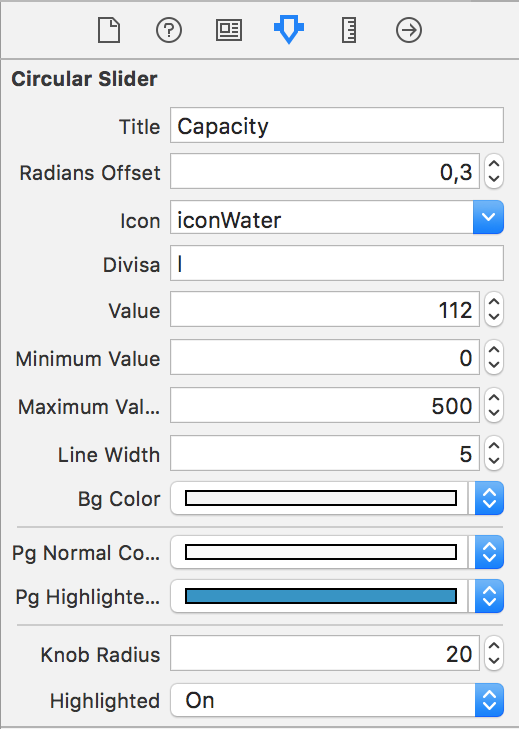 Circular Slider
Title Capacity
Radians Offset 0,3
Icon iconWater
Divisa l
Value 112
Minimum Value 0
Maximum Val... 500
Line Width 5
Bg Color
Pg Normal Co...
Pg Highlighte...
Knob Radius 20
Highlighted On